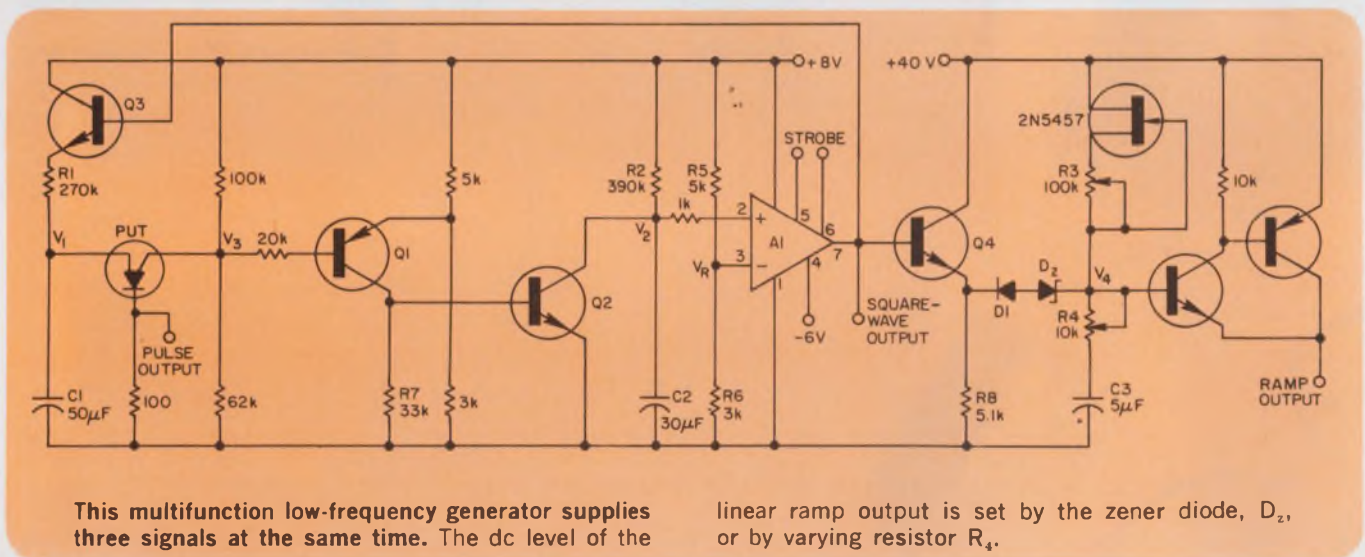 Q3
+8V
+40 V
2N5457
STROBE
R1
270k
100k
5k
R2
390k
R5
5k
1k
R3
100k
10k
V1
PUT
V3
20k
Q1
V2
2
+
5
6
A1
7
Q4
VR
3
-
4
1
Q2
D1
Dz
V4
R4
10k
PULSE
OUTPUT
-6V
SQUARE-
WAVE
OUTPUT
C1
50μF
100
62k
R7
33k
3k
C2
30μF
R6
3k
R8
5.1k
C3
5μF
RAMP
OUTPUT
This multifunction low-frequency generator supplies
three signals at the same time. The dc level of the
linear ramp output is set by the zener diode, Dz,
or by varying resistor R4.